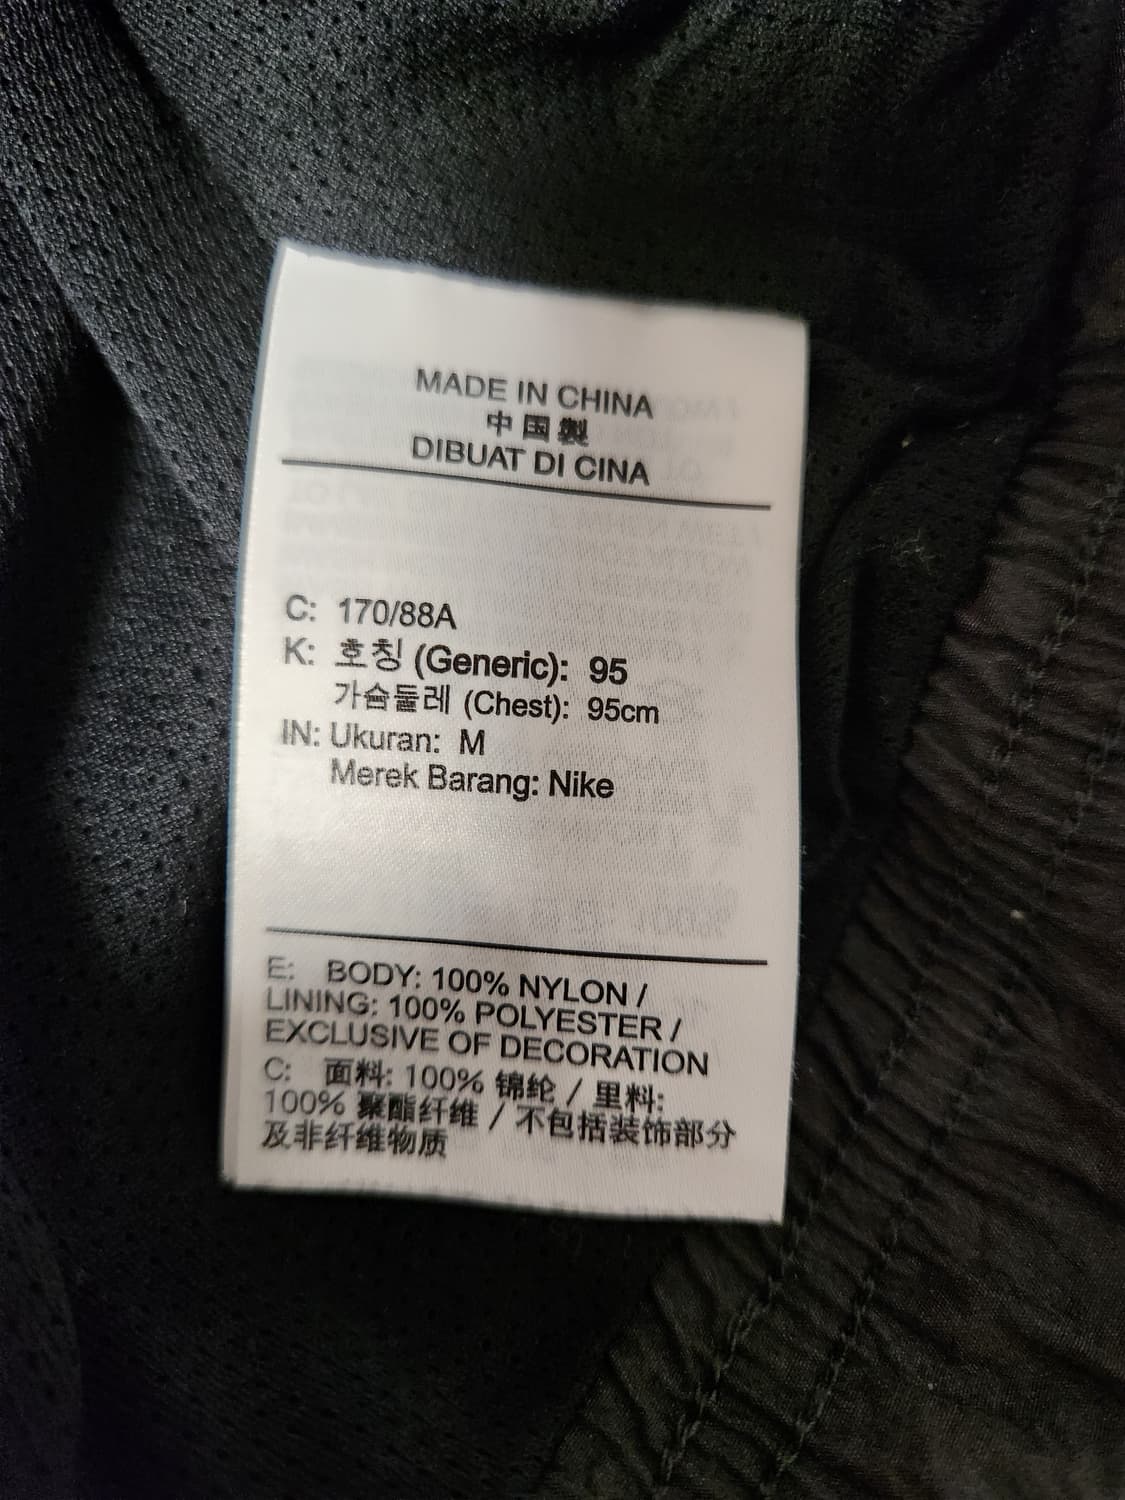 MADE IN CHINA
中国製
DIBUAT DI CINA
C: 170/88A
K: 호칭 (Generic): 95
가슴둘레 (Chest): 95cm
IN: Ukuran: M
Merek Barang: Nike
E: BODY: 100% NYLON /
LINING: 100% POLYESTER /
EXCLUSIVE OF DECORATION
C: 面料: 100% 锦纶 / 里料:
100% 聚酯纤维 / 不包括装饰部分
及非纤维物质